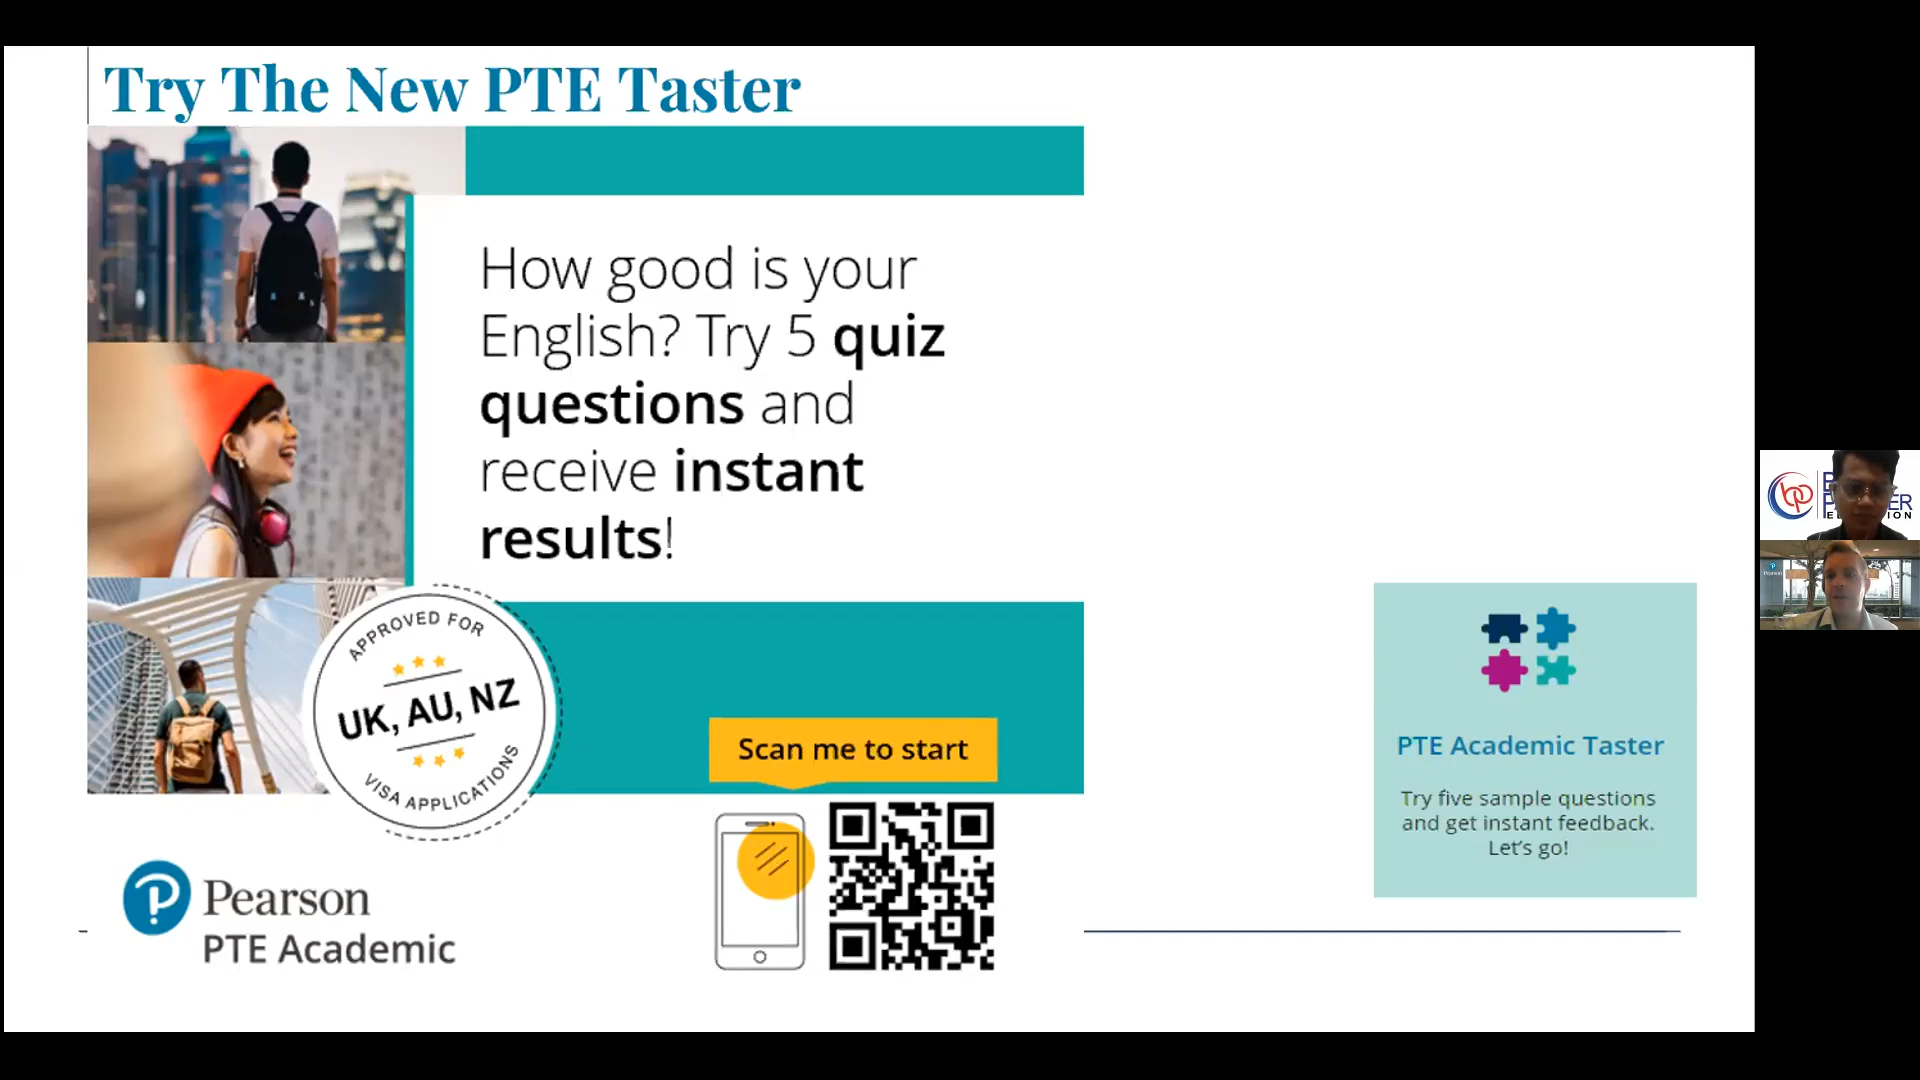 Try The New PTE Taster
How good is your
English? Try 5 quiz
questions and
receive instant
results!
APPROVED FOR
UK, AU, NZ
VISA APPLICATIONS
Scan me to start
Pearson
PTE Academic
PTE Academic Taster
Try five sample questions
and get instant feedback.
Let's go!
bp
Pearson